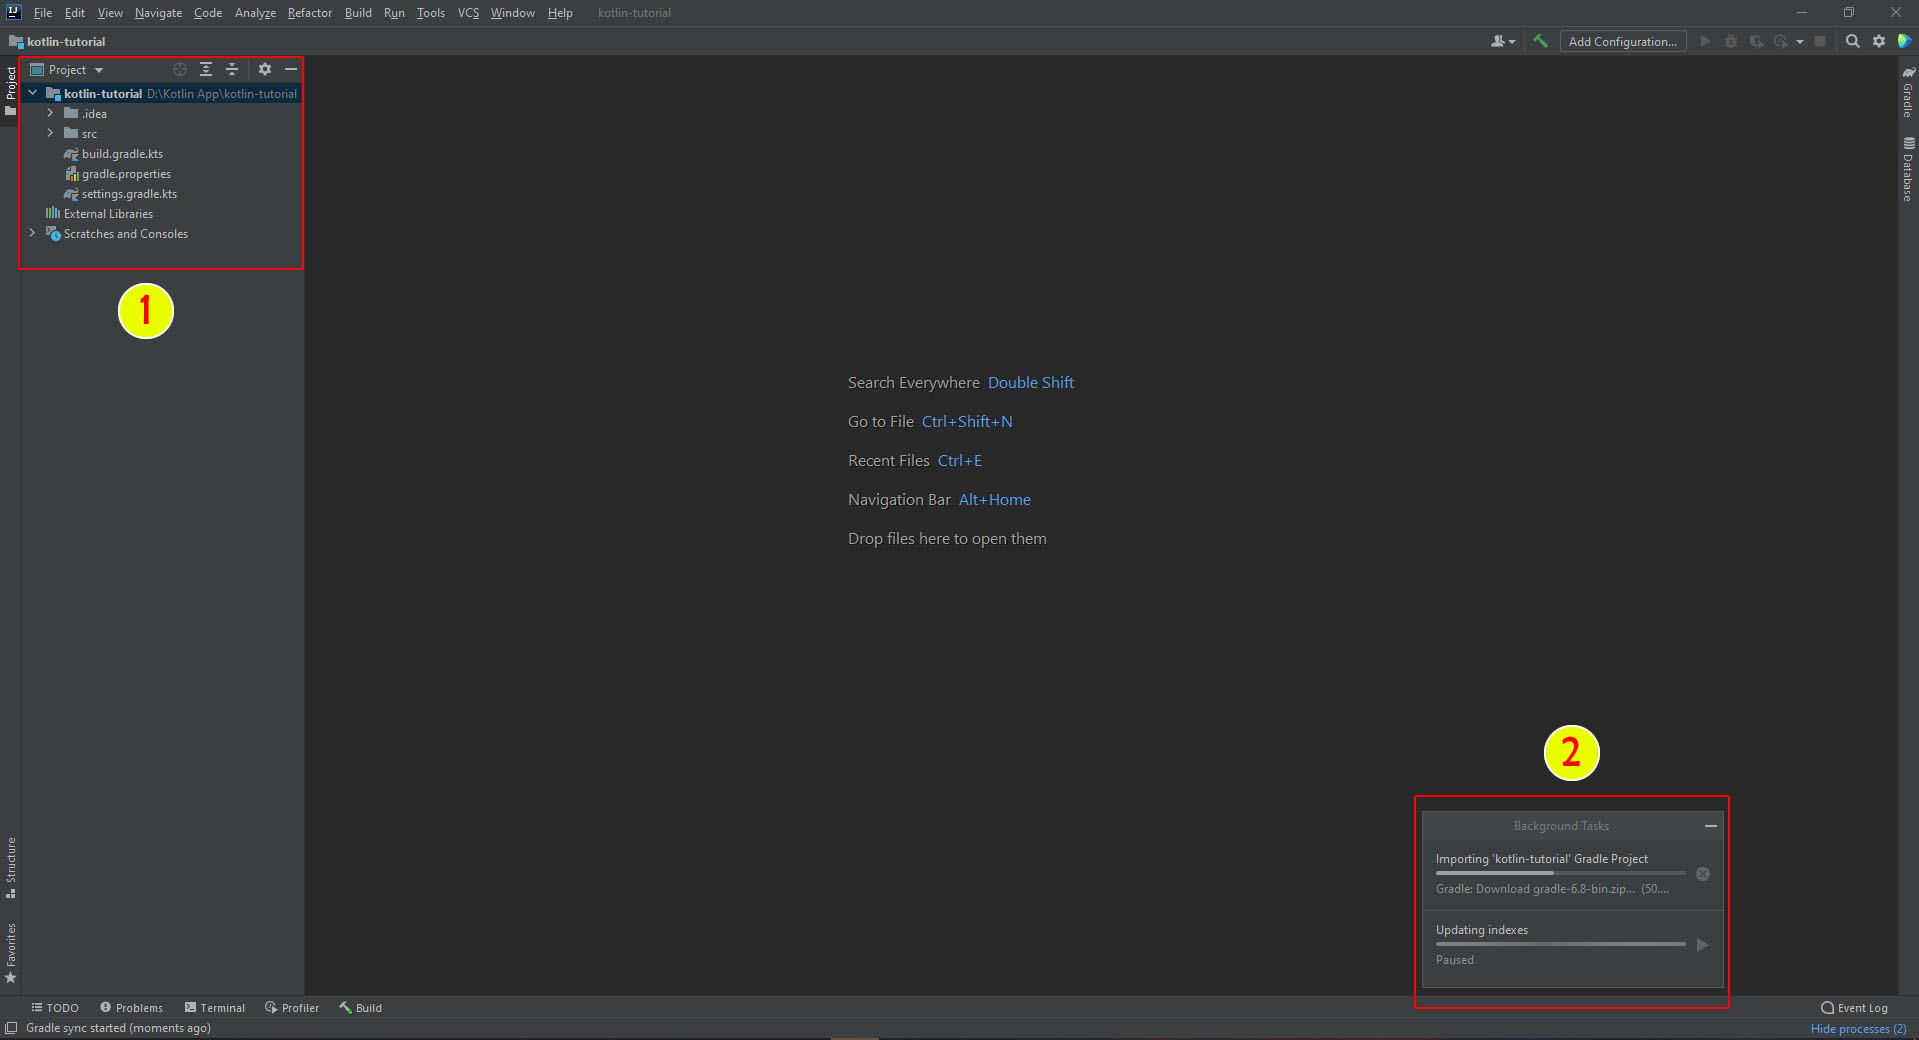 IJ File Edit View Navigate Code Analyze Refactor Build Run Tools VCS Window Help kotlin-tutorial
kotlin-tutorial
Add Configuration...
Project
Project
kotlin-tutorial D:\Kotlin App\kotlin-tutorial
.idea
src
build.gradle.kts
gradle.properties
settings.gradle.kts
External Libraries
Scratches and Consoles
1
Search Everywhere Double Shift
Go to File Ctrl+Shift+N
Recent Files Ctrl+E
Navigation Bar Alt+Home
Drop files here to open them
Gradle
Database
2
Background Tasks
Importing 'kotlin-tutorial' Gradle Project
Gradle: Download gradle-6.8-bin.zip... (50....
Updating indexes
Paused
Structure
Favorites
TODO Problems Terminal Profiler Build Event Log
Gradle sync started (moments ago) Hide processes (2)